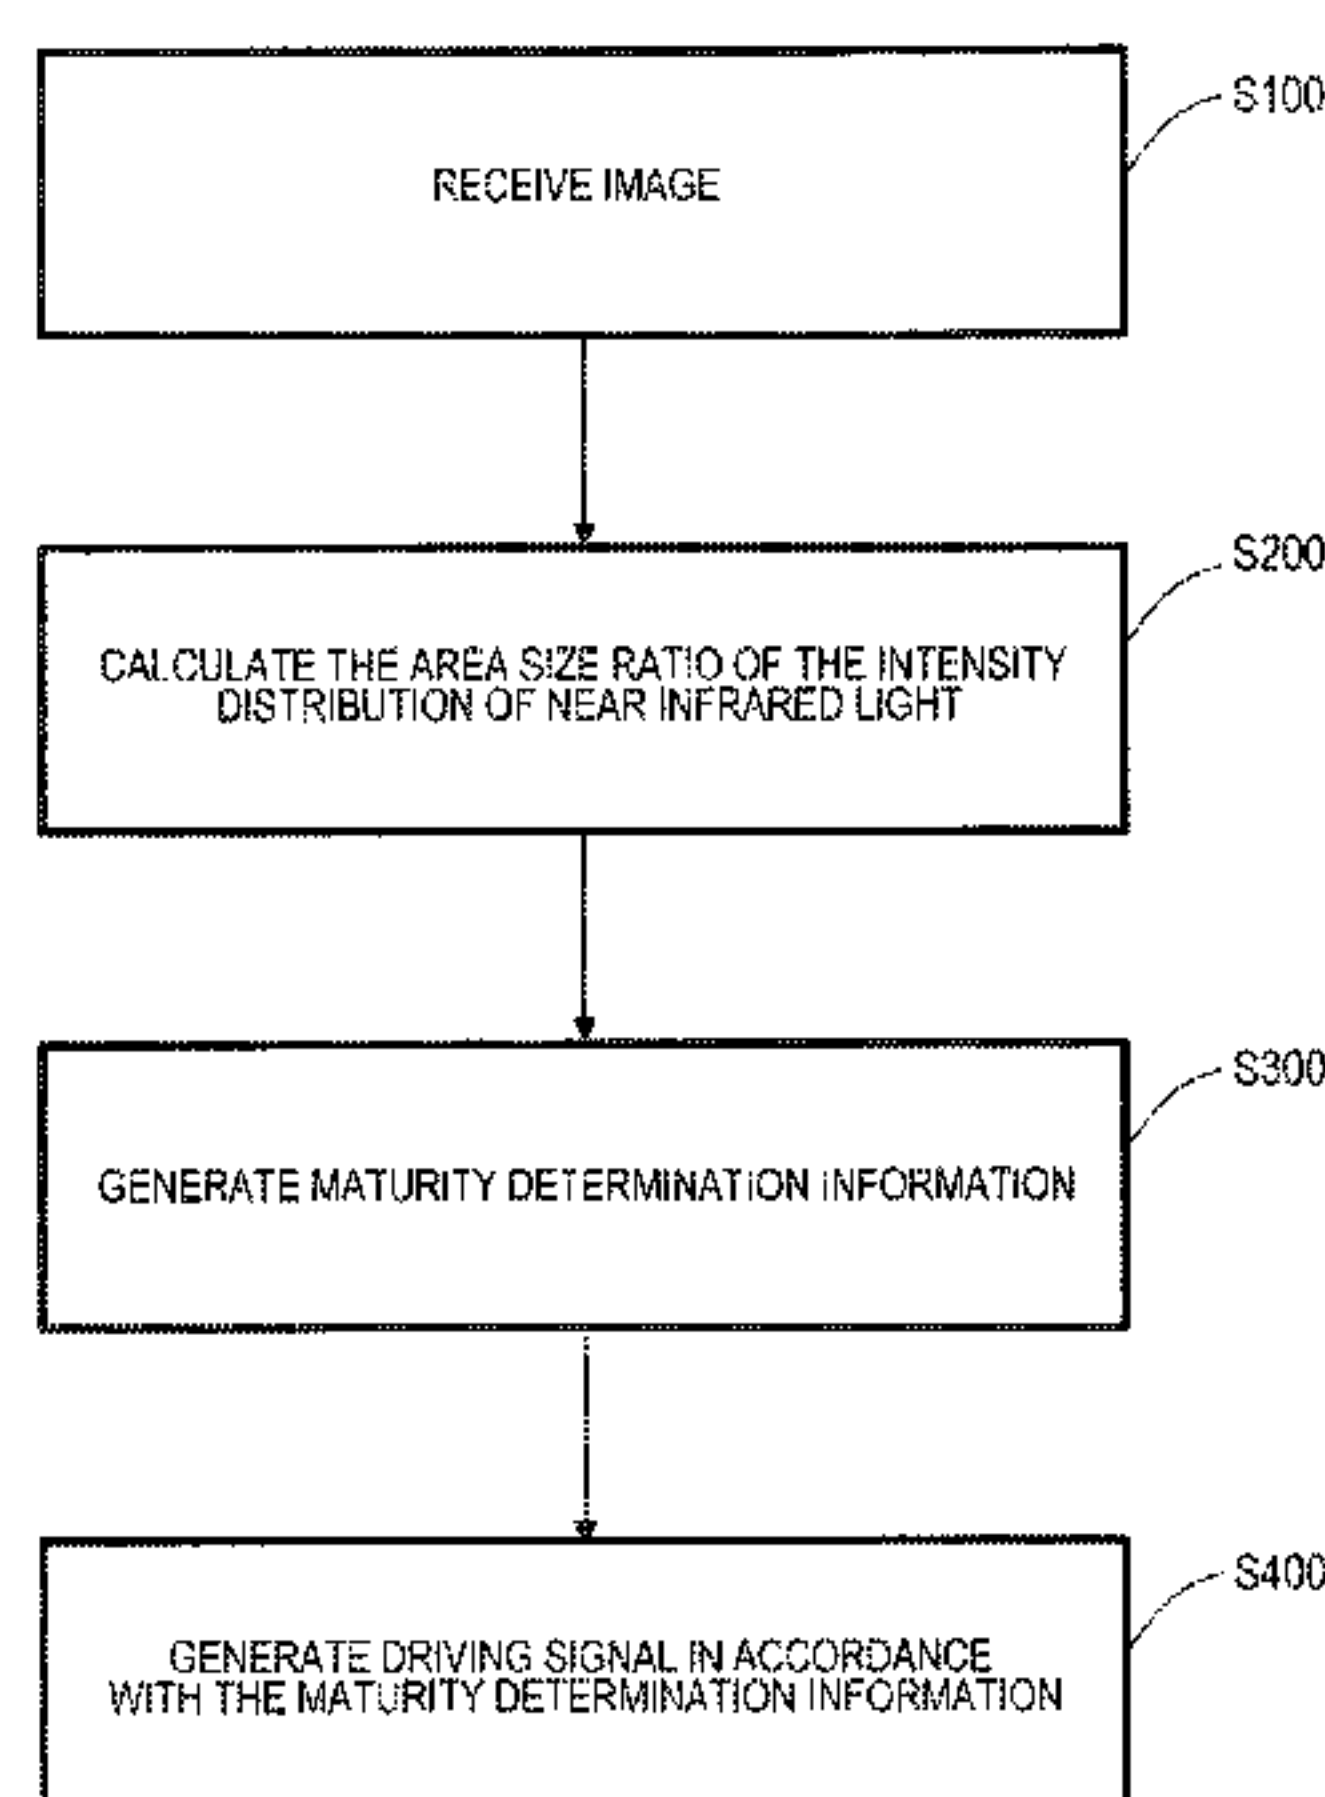 S100
RECEIVE IMAGE
S200
CALCULATE THE AREA SIZE RATIO OF THE INTENSITY
DISTRIBUTION OF NEAR INFRARED LIGHT
S300
GENERATE MATURITY DETERMINATION INFORMATION
S400
GENERATE DRIVING SIGNAL IN ACCORDANCE
WITH THE MATURITY DETERMINATION INFORMATION